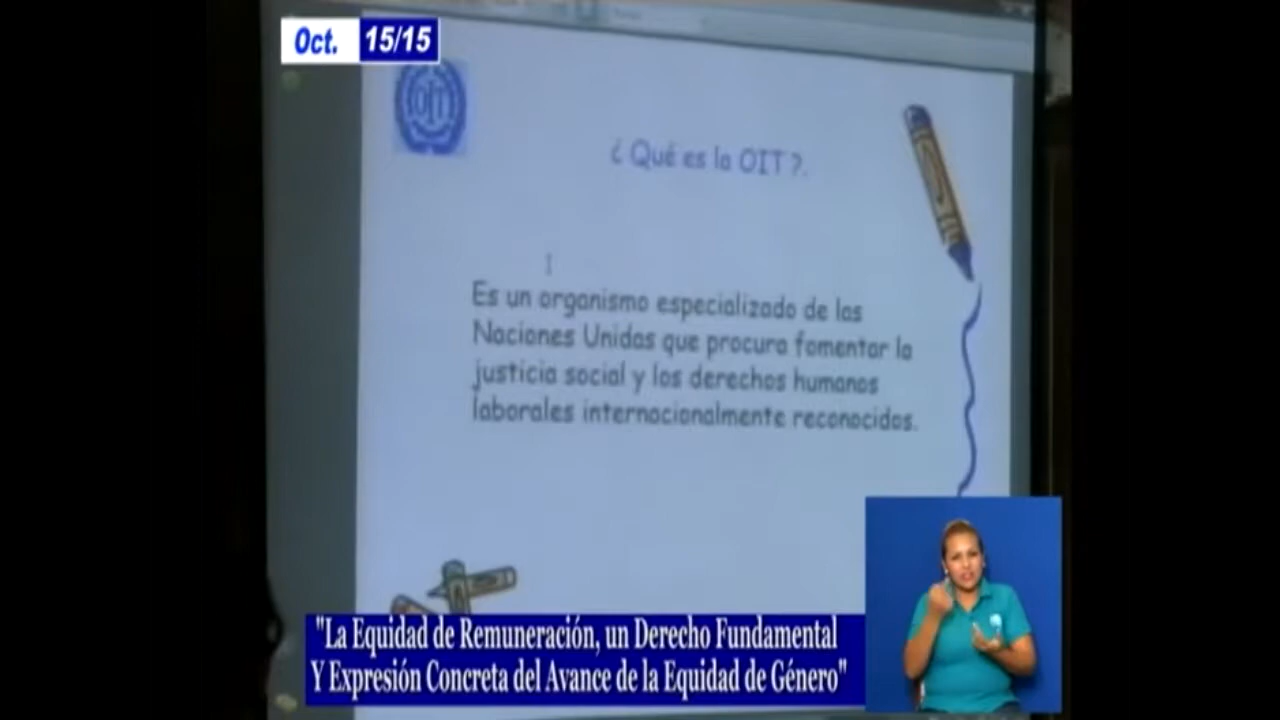 Oct. 15/15
OIT
¿ Qué es la OIT ?.
Es un organismo especializado de las
Naciones Unidas que procura fomentar la
justicia social y los derechos humanos
laborales internacionalmente reconocidos.
"La Equidad de Remuneración, un Derecho Fundamental
Y Expresión Concreta del Avance de la Equidad de Género"